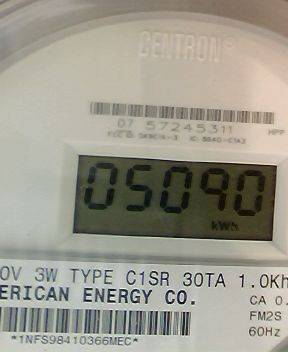 CENTRON®
07 57245311
HPP
05090
kWh
0V 3W TYPE C1SR 30TA 1.0Kh
ERICAN ENERGY CO.
CA 0.
FM2S
60Hz
*1NFS98410366MEC*